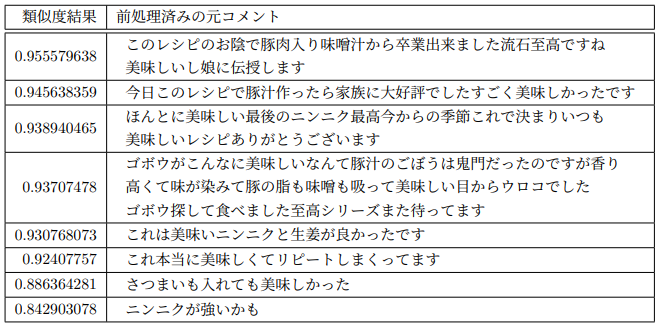 類似度結果 前処理済みの元コメント
0.955579638 このレシピのお陰で豚肉入り味噌汁から卒業出来ました流石至高ですね
美味しいし娘に伝授します
0.945638359 今日このレシピで豚汁作ったら家族に大好評でしたすごく美味しかったです
0.938940465 ほんとに美味しい最後のニンニク最高今からの季節これで決まりいつも
美味しいレシピありがとうございます
0.93707478 ゴボウがこんなに美味しいなんて豚汁のごぼうは鬼門だったのですが香り
高くて味が染みて豚の脂も味噌も吸って美味しい目からウロコでした
ゴボウ探して食べました至高シリーズまた待ってます
0.930768073 これは美味いニンニクと生姜が良かったです
0.92407757 これ本当に美味しくてリピートしまくってます
0.886364281 さつまいも入れても美味しかった
0.842903078 ニンニクが強いかも